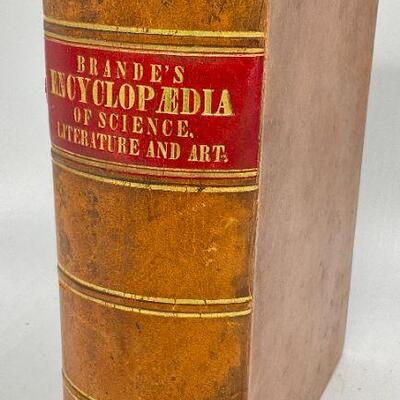 BRANDE'S
ENCYCLOPÆDIA
OF SCIENCE,
LITERATURE AND ART.